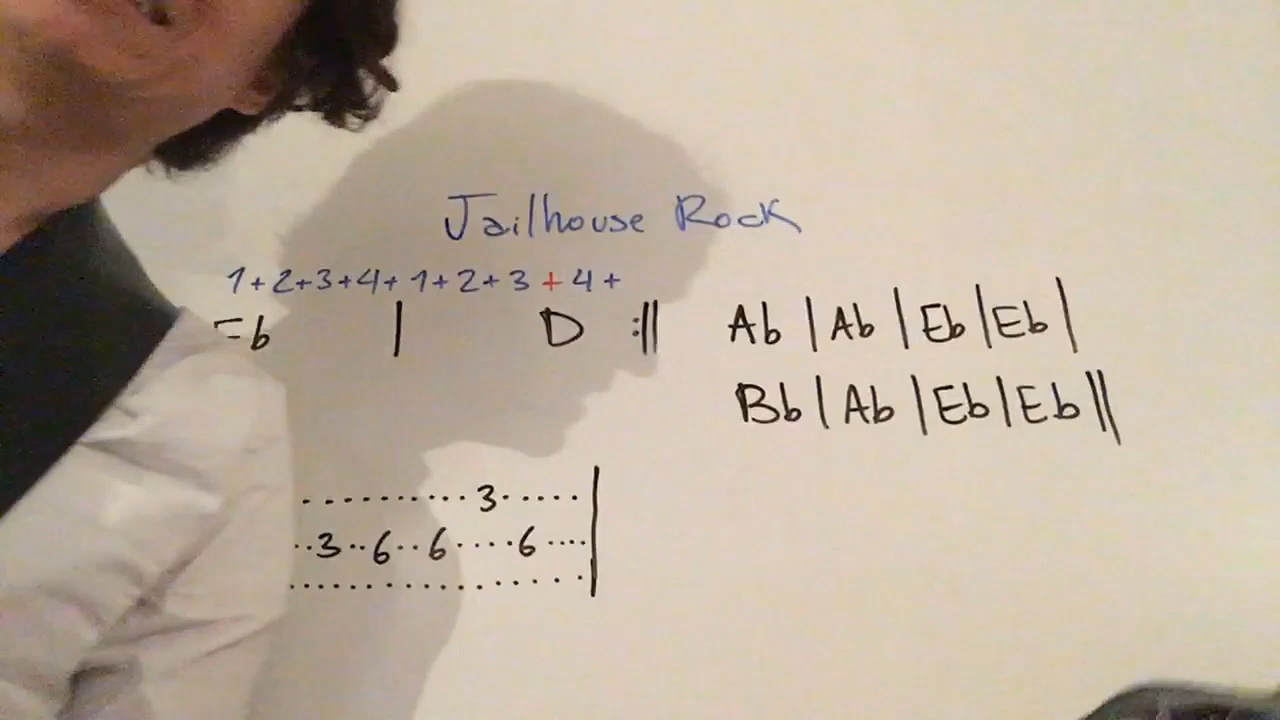 Jailhouse Rock
1+2+3+4+ 1+2+3 + 4 +
Eb | D :||
Ab | Ab | Eb | Eb |
Bb | Ab | Eb | Eb ||
3
3 6 6 6